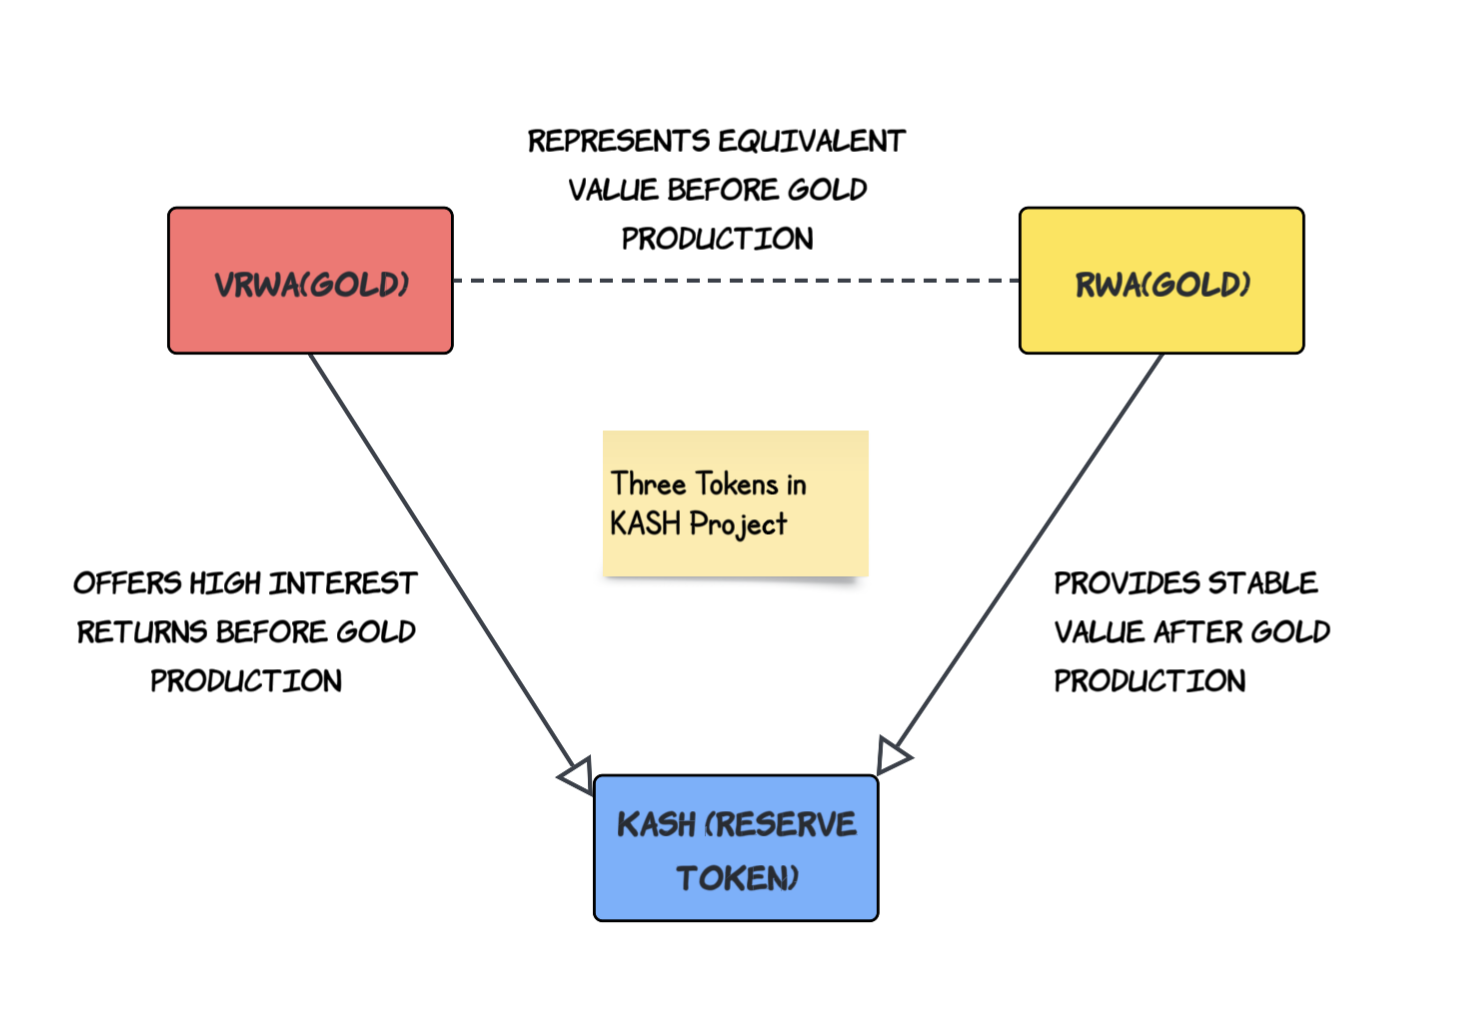 REPRESENTS EQUIVALENT
VALUE BEFORE GOLD
PRODUCTION
VRWA(GOLD)
RWA(GOLD)
Three Tokens in
KASH Project
OFFERS HIGH INTEREST
RETURNS BEFORE GOLD
PRODUCTION
PROVIDES STABLE
VALUE AFTER GOLD
PRODUCTION
KASH (RESERVE
TOKEN)